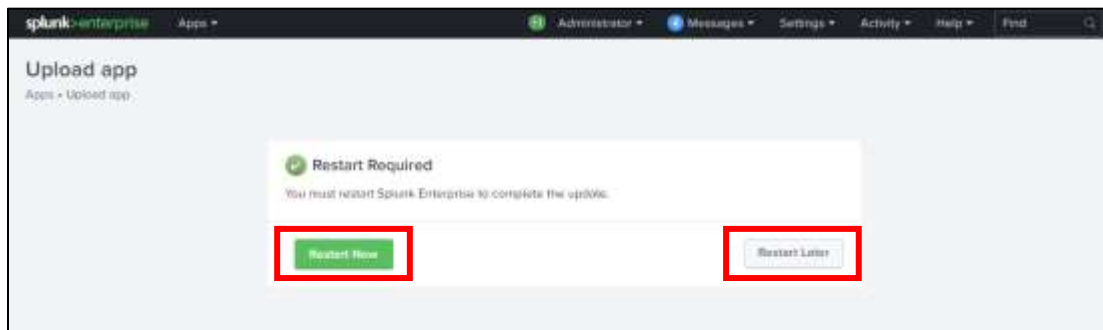 splunk>enterprise Apps Administrator Messages Settings Activity Help Find
Upload app
Apps » Upload app
Restart Required
You must restart Splunk Enterprise to complete the update.
Restart Now Restart Later